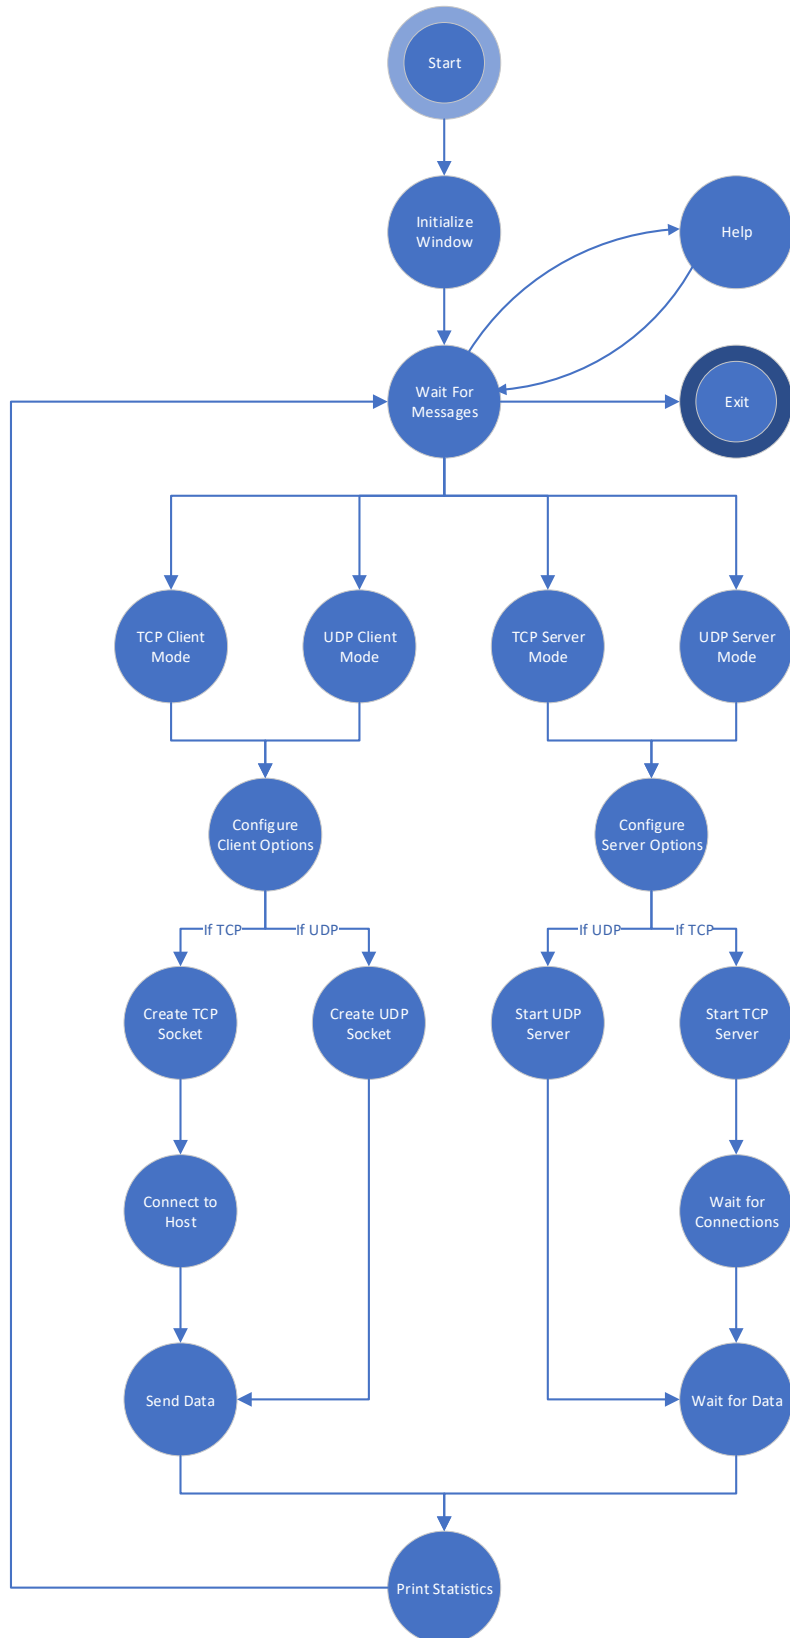 Start
Initialize
Window
Help
Wait For
Messages
Exit
TCP Client
Mode
UDP Client
Mode
TCP Server
Mode
UDP Server
Mode
Configure
Client Options
Configure
Server Options
If TCP
If UDP
If UDP
If TCP
Create TCP
Socket
Create UDP
Socket
Start UDP
Server
Start TCP
Server
Connect to
Host
Wait for
Connections
Send Data
Wait for Data
Print Statistics